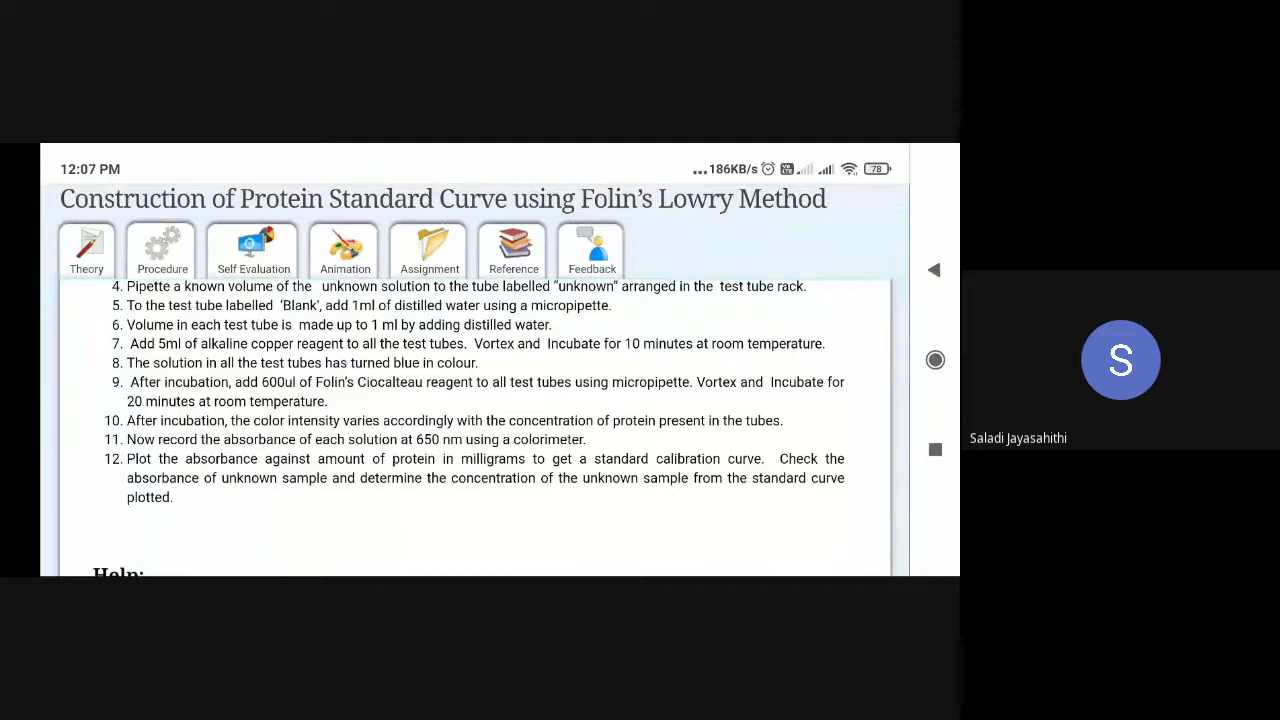 12:07 PM
...186KB/s
78
Construction of Protein Standard Curve using Folin's Lowry Method
Theory
Procedure
Self Evaluation
Animation
Assignment
Reference
Feedback
4. Pipette a known volume of the unknown solution to the tube labelled “unknown” arranged in the test tube rack.
5. To the test tube labelled ‘Blank', add 1ml of distilled water using a micropipette.
6. Volume in each test tube is made up to 1 ml by adding distilled water.
7. Add 5ml of alkaline copper reagent to all the test tubes. Vortex and Incubate for 10 minutes at room temperature.
8. The solution in all the test tubes has turned blue in colour.
9. After incubation, add 600ul of Folin’s Ciocalteau reagent to all test tubes using micropipette. Vortex and Incubate for
20 minutes at room temperature.
10. After incubation, the color intensity varies accordingly with the concentration of protein present in the tubes.
11. Now record the absorbance of each solution at 650 nm using a colorimeter.
12. Plot the absorbance against amount of protein in milligrams to get a standard calibration curve. Check the
absorbance of unknown sample and determine the concentration of the unknown sample from the standard curve
plotted.
Help:
S
Saladi Jayasahithi